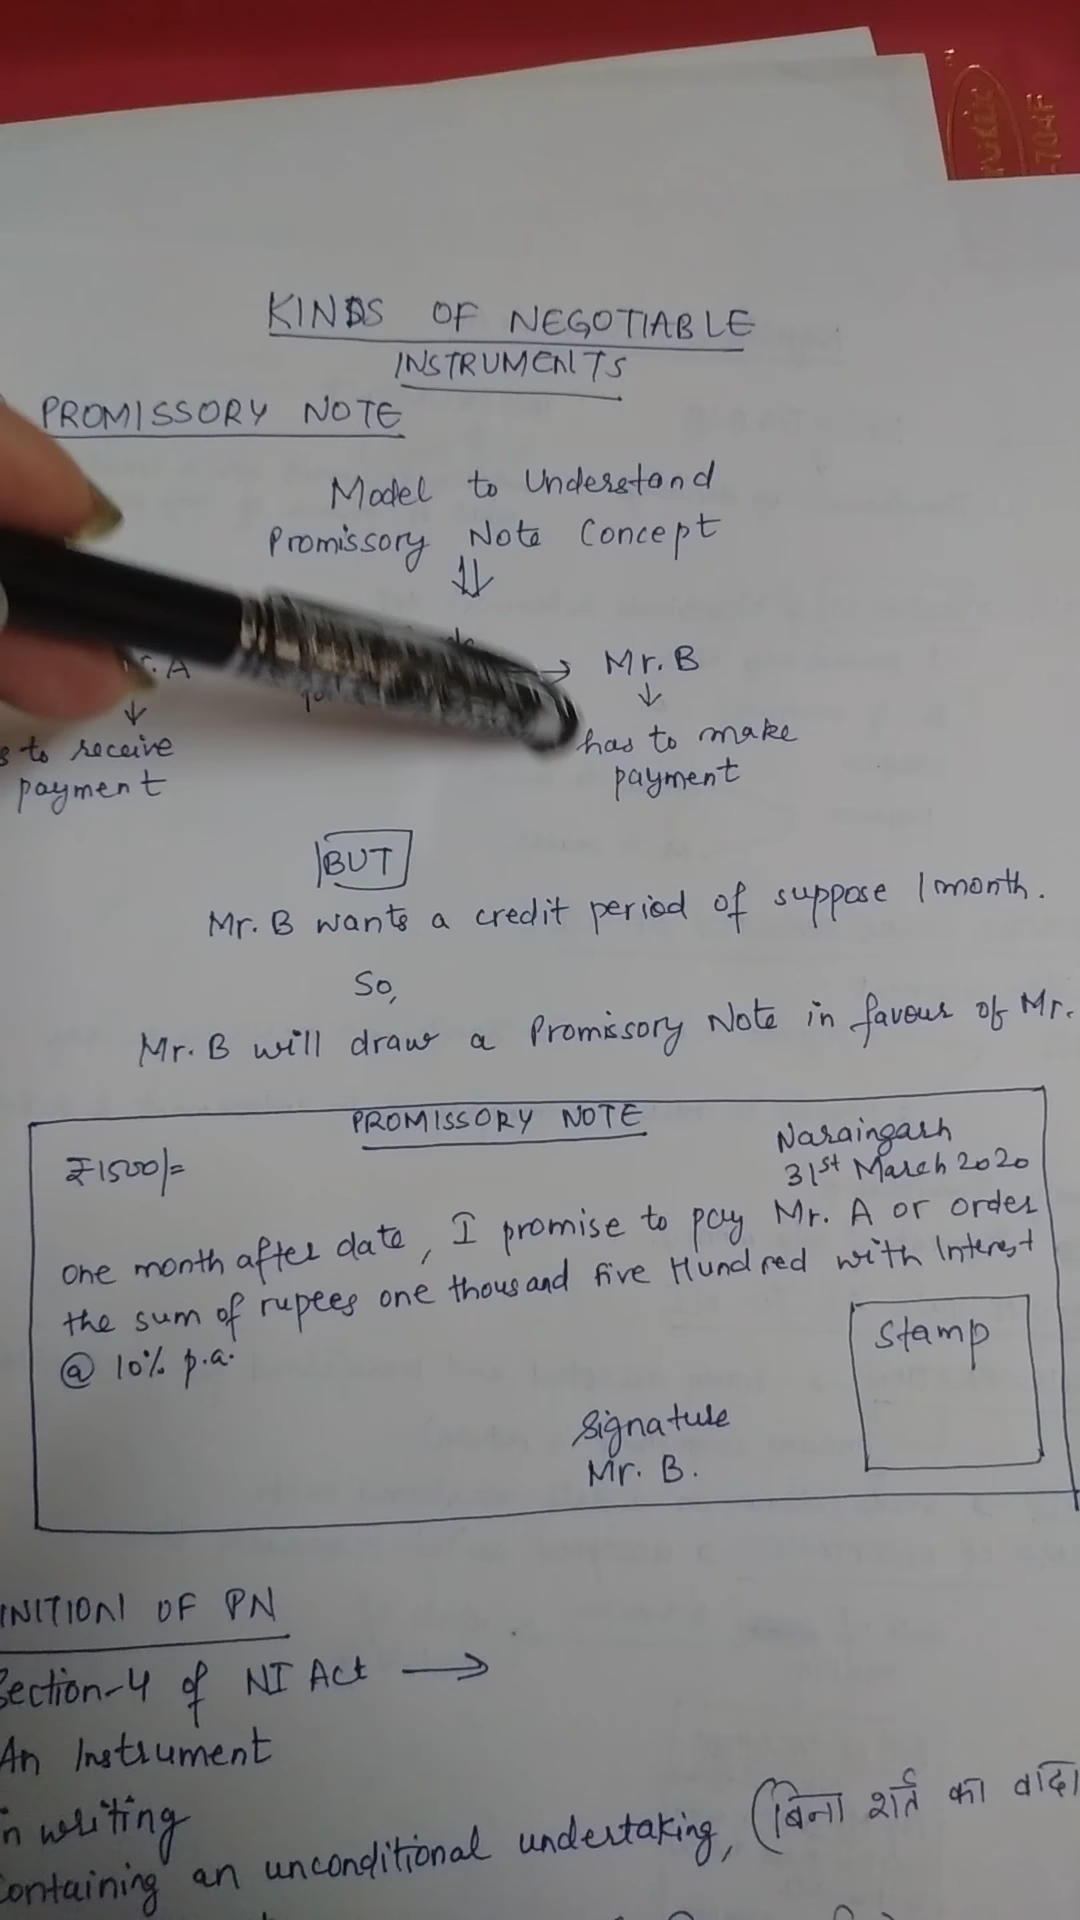 KINDS OF NEGOTIABLE
INSTRUMENTS
PROMISSORY NOTE
Model to Understand
Promissory Note Concept
A
Mr. B
s to receive
payment
has to make
payment
BUT
Mr. B wants a credit period of suppose 1 month.
So,
Mr. B will draw a Promissory Note in favour of Mr.
PROMISSORY NOTE
₹1500/=
Naraingarh
31st March 2020
One month after date, I promise to pay Mr. A or order
the sum of rupees one thousand five Hundred with Interest
@ 10% p.a.
Stamp
Signature
Mr. B.
INITION OF PN
Section-4 of NI Act →
An Instrument
in writing
Containing an unconditional undertaking, (बिना शर्त का वादा